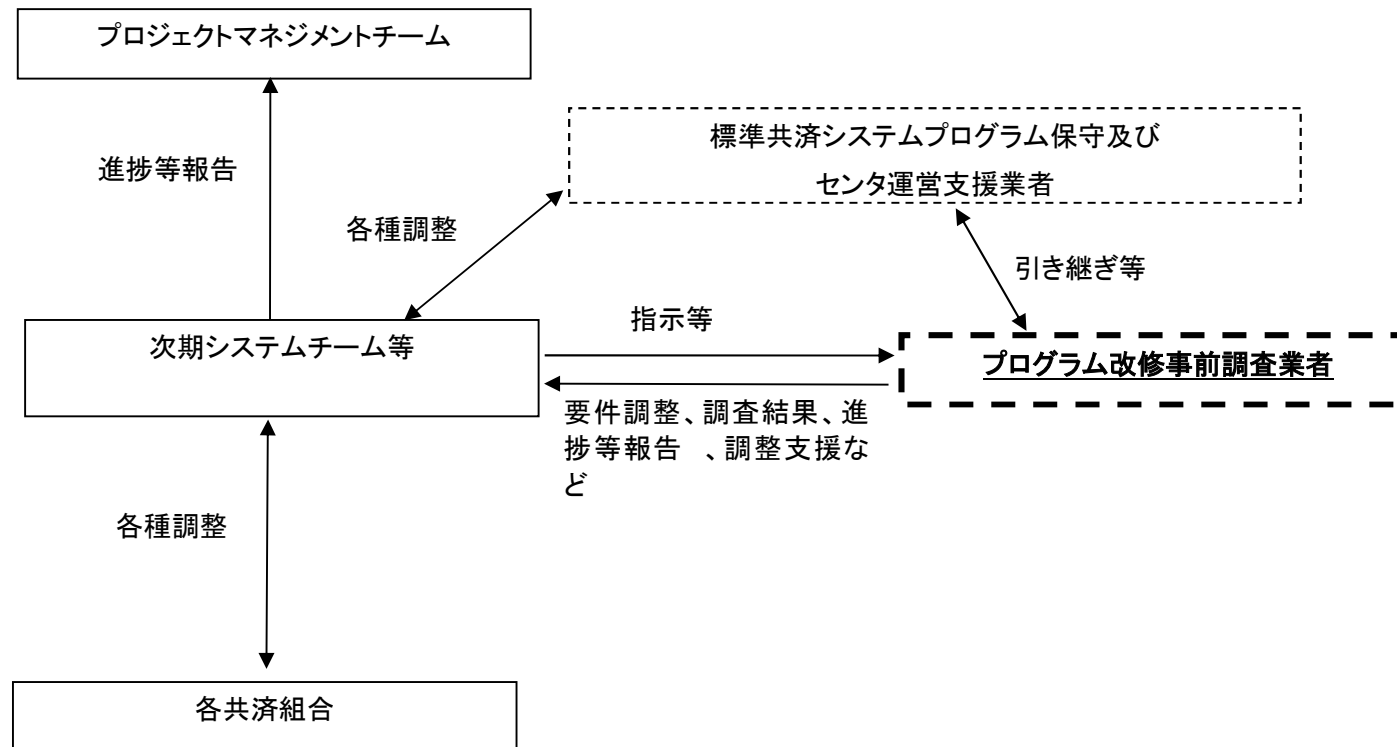 プロジェクトマネジメントチーム
標準共済システムプログラム保守及び
センタ運営支援業者
進捗等報告
各種調整
引き継ぎ等
指示等
次期システムチーム等
プログラム改修事前調査業者
要件調整、調査結果、進
捗等報告　、調整支援な
ど
各種調整
各共済組合